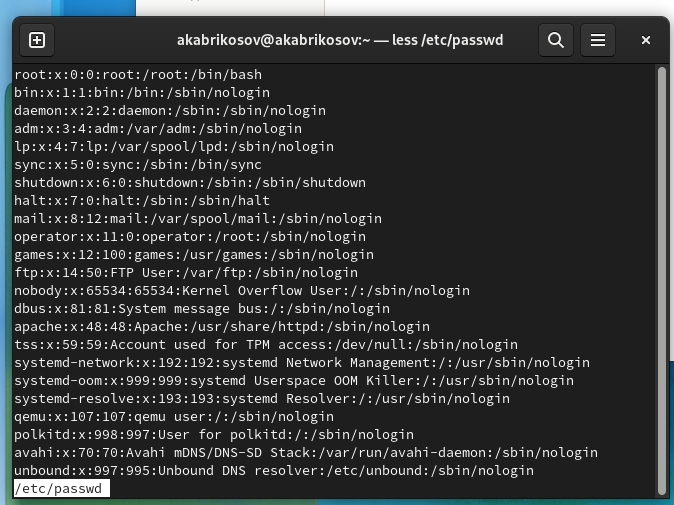 akabrikosov@akabrikosov:~ — less /etc/passwd
root:x:0:0:root:/root:/bin/bash
bin:x:1:1:bin:/bin:/sbin/nologin
daemon:x:2:2:daemon:/sbin:/sbin/nologin
adm:x:3:4:adm:/var/adm:/sbin/nologin
lp:x:4:7:lp:/var/spool/lpd:/sbin/nologin
sync:x:5:0:sync:/sbin:/bin/sync
shutdown:x:6:0:shutdown:/sbin:/sbin/shutdown
halt:x:7:0:halt:/sbin:/sbin/halt
mail:x:8:12:mail:/var/spool/mail:/sbin/nologin
operator:x:11:0:operator:/root:/sbin/nologin
games:x:12:100:games:/usr/games:/sbin/nologin
ftp:x:14:50:FTP User:/var/ftp:/sbin/nologin
nobody:x:65534:65534:Kernel Overflow User:/:/sbin/nologin
dbus:x:81:81:System message bus:/:/sbin/nologin
apache:x:48:48:Apache:/usr/share/httpd:/sbin/nologin
tss:x:59:59:Account used for TPM access:/dev/null:/sbin/nologin
systemd-network:x:192:192:systemd Network Management:/:/usr/sbin/nologin
systemd-oom:x:999:999:systemd Userspace OOM Killer:/:/usr/sbin/nologin
systemd-resolve:x:193:193:systemd Resolver:/:/usr/sbin/nologin
qemu:x:107:107:qemu user:/:/sbin/nologin
polkitd:x:998:997:User for polkitd:/:/sbin/nologin
avahi:x:70:70:Avahi mDNS/DNS-SD Stack:/var/run/avahi-daemon:/sbin/nologin
unbound:x:997:995:Unbound DNS resolver:/etc/unbound:/sbin/nologin
/etc/passwd